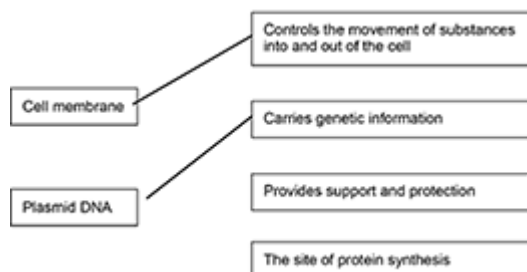 Controls the movement of substances
into and out of the cell
Cell membrane
Carries genetic information
Plasmid DNA
Provides support and protection
The site of protein synthesis